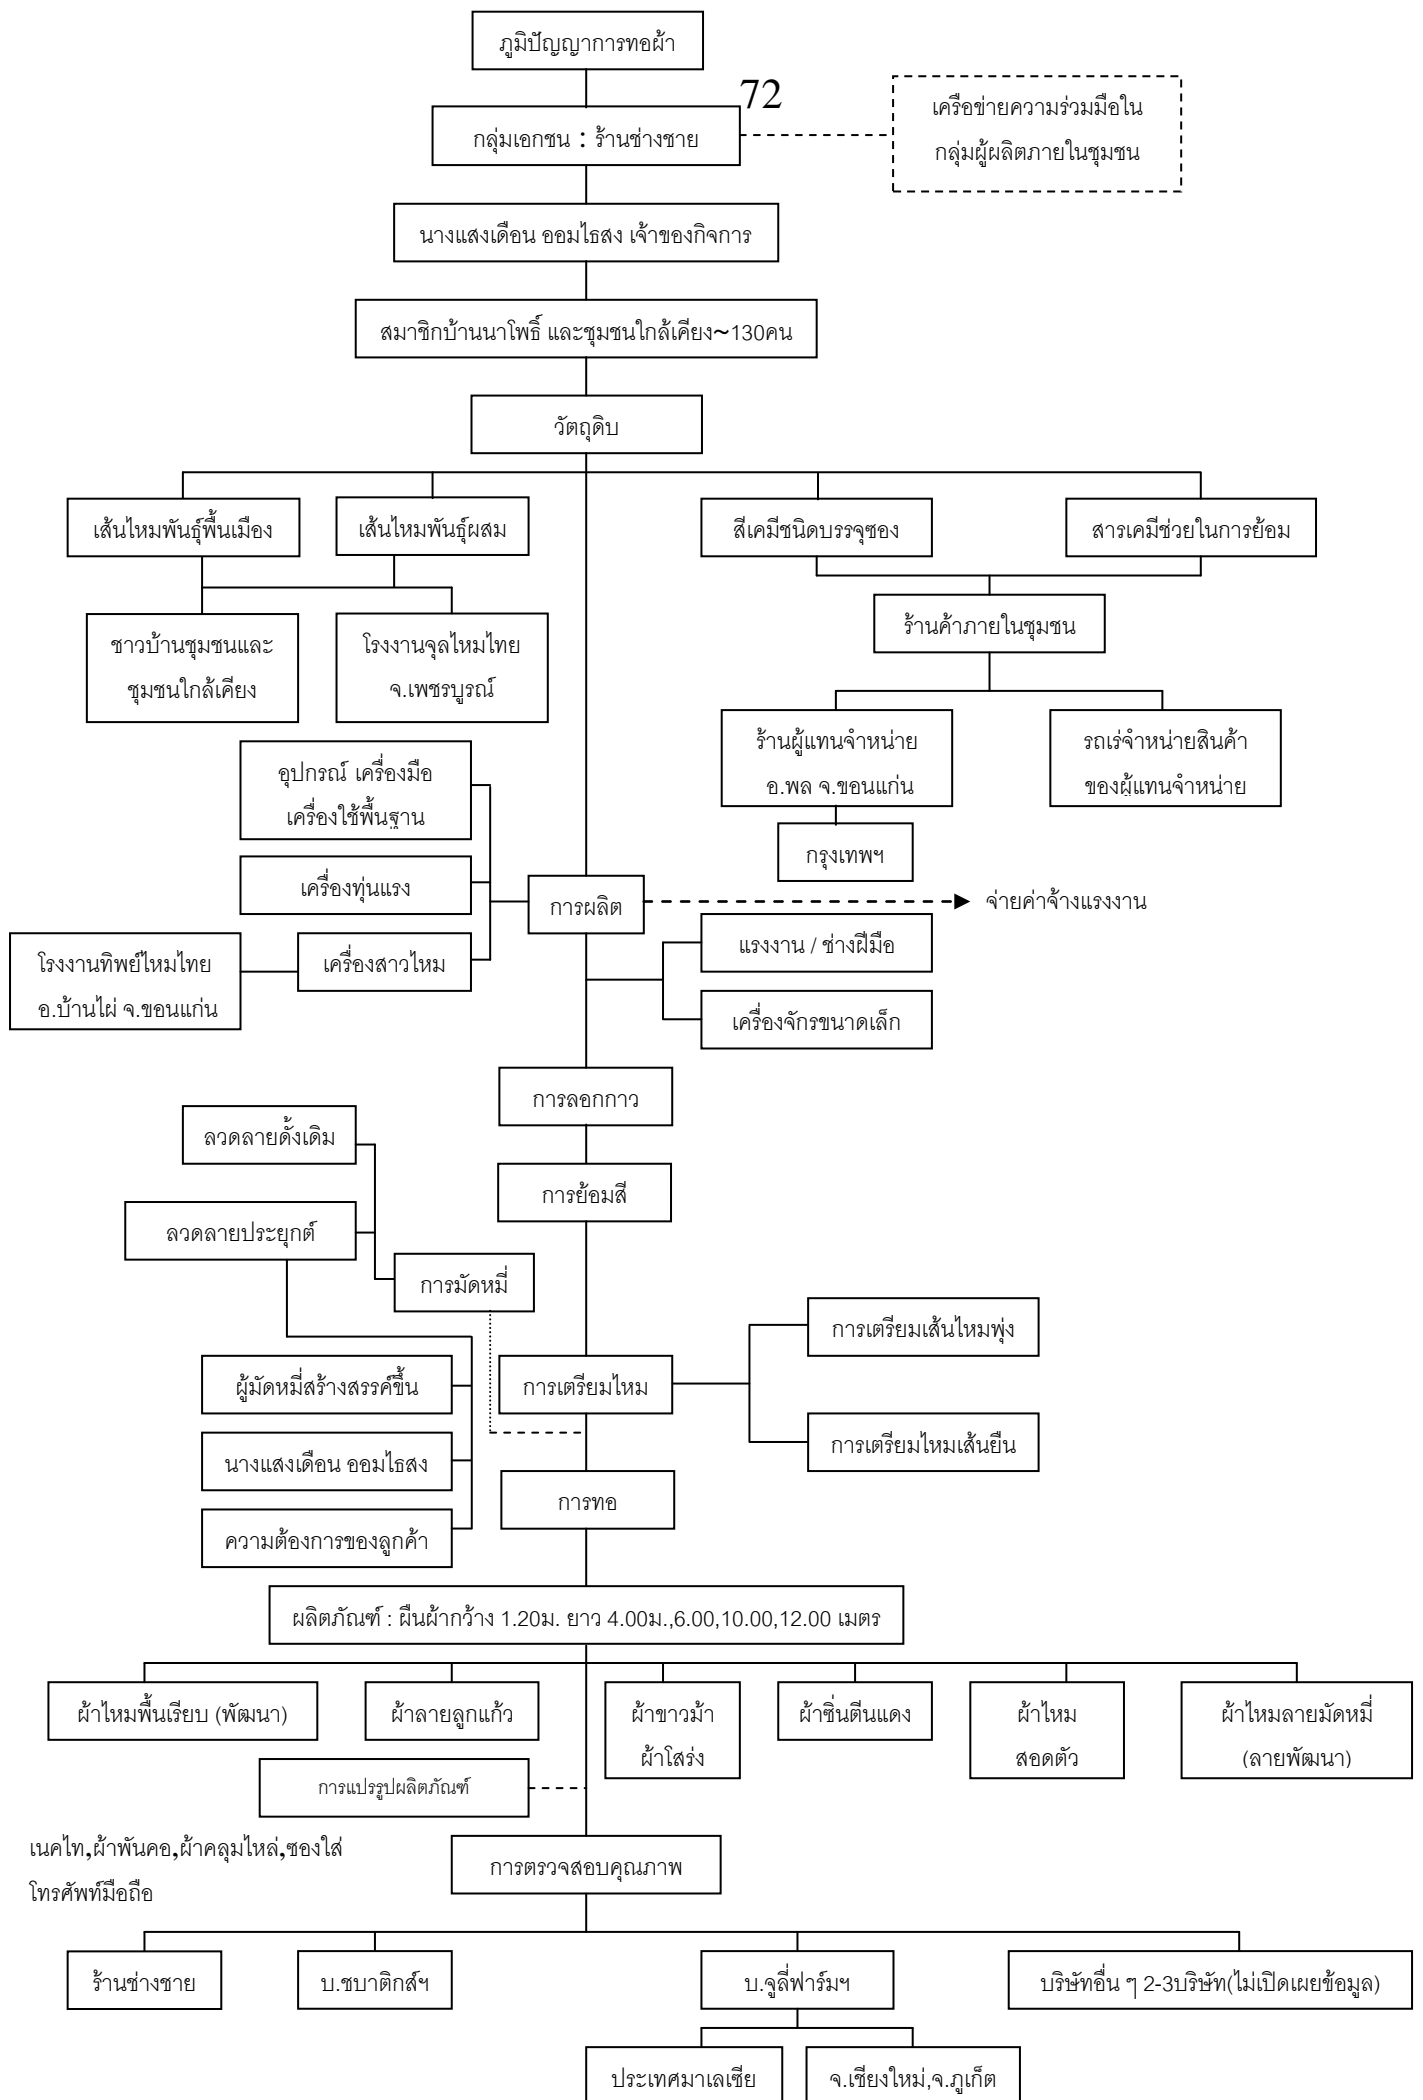 ภูมิปัญญาการทอผ้า
72
กลุ่มเอกชน : ร้านช่างชาย
เครือข่ายความร่วมมือใน
กลุ่มผู้ผลิตภายในชุมชน
นางแสงเดือน ออมไธสง เจ้าของกิจการ
สมาชิกบ้านนาโพธิ์ และชุมชนใกล้เคียง~130คน
วัตถุดิบ
เส้นไหมพันธุ์พื้นเมือง
เส้นไหมพันธุ์ผสม
สีเคมีชนิดบรรจุซอง
สารเคมีช่วยในการย้อม
ชาวบ้านชุมชนและ
ชุมชนใกล้เคียง
โรงงานจุลไหมไทย
จ.เพชรบูรณ์
ร้านค้าภายในชุมชน
ร้านผู้แทนจำหน่าย
อ.พล จ.ขอนแก่น
รถเร่จำหน่ายสินค้า
ของผู้แทนจำหน่าย
กรุงเทพฯ
อุปกรณ์ เครื่องมือ
เครื่องใช้พื้นฐาน
เครื่องทุ่นแรง
การผลิต
จ่ายค่าจ้างแรงงาน
เครื่องสาวไหม
โรงงานทิพย์ไหมไทย
อ.บ้านไผ่ จ.ขอนแก่น
แรงงาน / ช่างฝีมือ
เครื่องจักรขนาดเล็ก
การลอกกาว
ลวดลายดั้งเดิม
การย้อมสี
ลวดลายประยุกต์
การมัดหมี่
การเตรียมเส้นไหมพุ่ง
ผู้มัดหมี่สร้างสรรค์ขึ้น
การเตรียมไหม
การเตรียมไหมเส้นยืน
นางแสงเดือน ออมไธสง
การทอ
ความต้องการของลูกค้า
ผลิตภัณฑ์ : ผืนผ้ากว้าง 1.20ม. ยาว 4.00ม.,6.00,10.00,12.00 เมตร
ผ้าไหมพื้นเรียบ (พัฒนา)
ผ้าลายลูกแก้ว
ผ้าขาวม้า
ผ้าโสร่ง
ผ้าซิ่นตีนแดง
ผ้าไหม
สอดตัว
ผ้าไหมลายมัดหมี่
(ลายพัฒนา)
การแปรรูปผลิตภัณฑ์
เนคไท,ผ้าพันคอ,ผ้าคลุมไหล่,ซองใส่
โทรศัพท์มือถือ
การตรวจสอบคุณภาพ
ร้านช่างชาย
บ.ชบาติกส์ฯ
บ.จูลี่ฟาร์มฯ
บริษัทอื่น ๆ 2-3บริษัท(ไม่เปิดเผยข้อมูล)
ประเทศมาเลเซีย
จ.เชียงใหม่,จ.ภูเก็ต